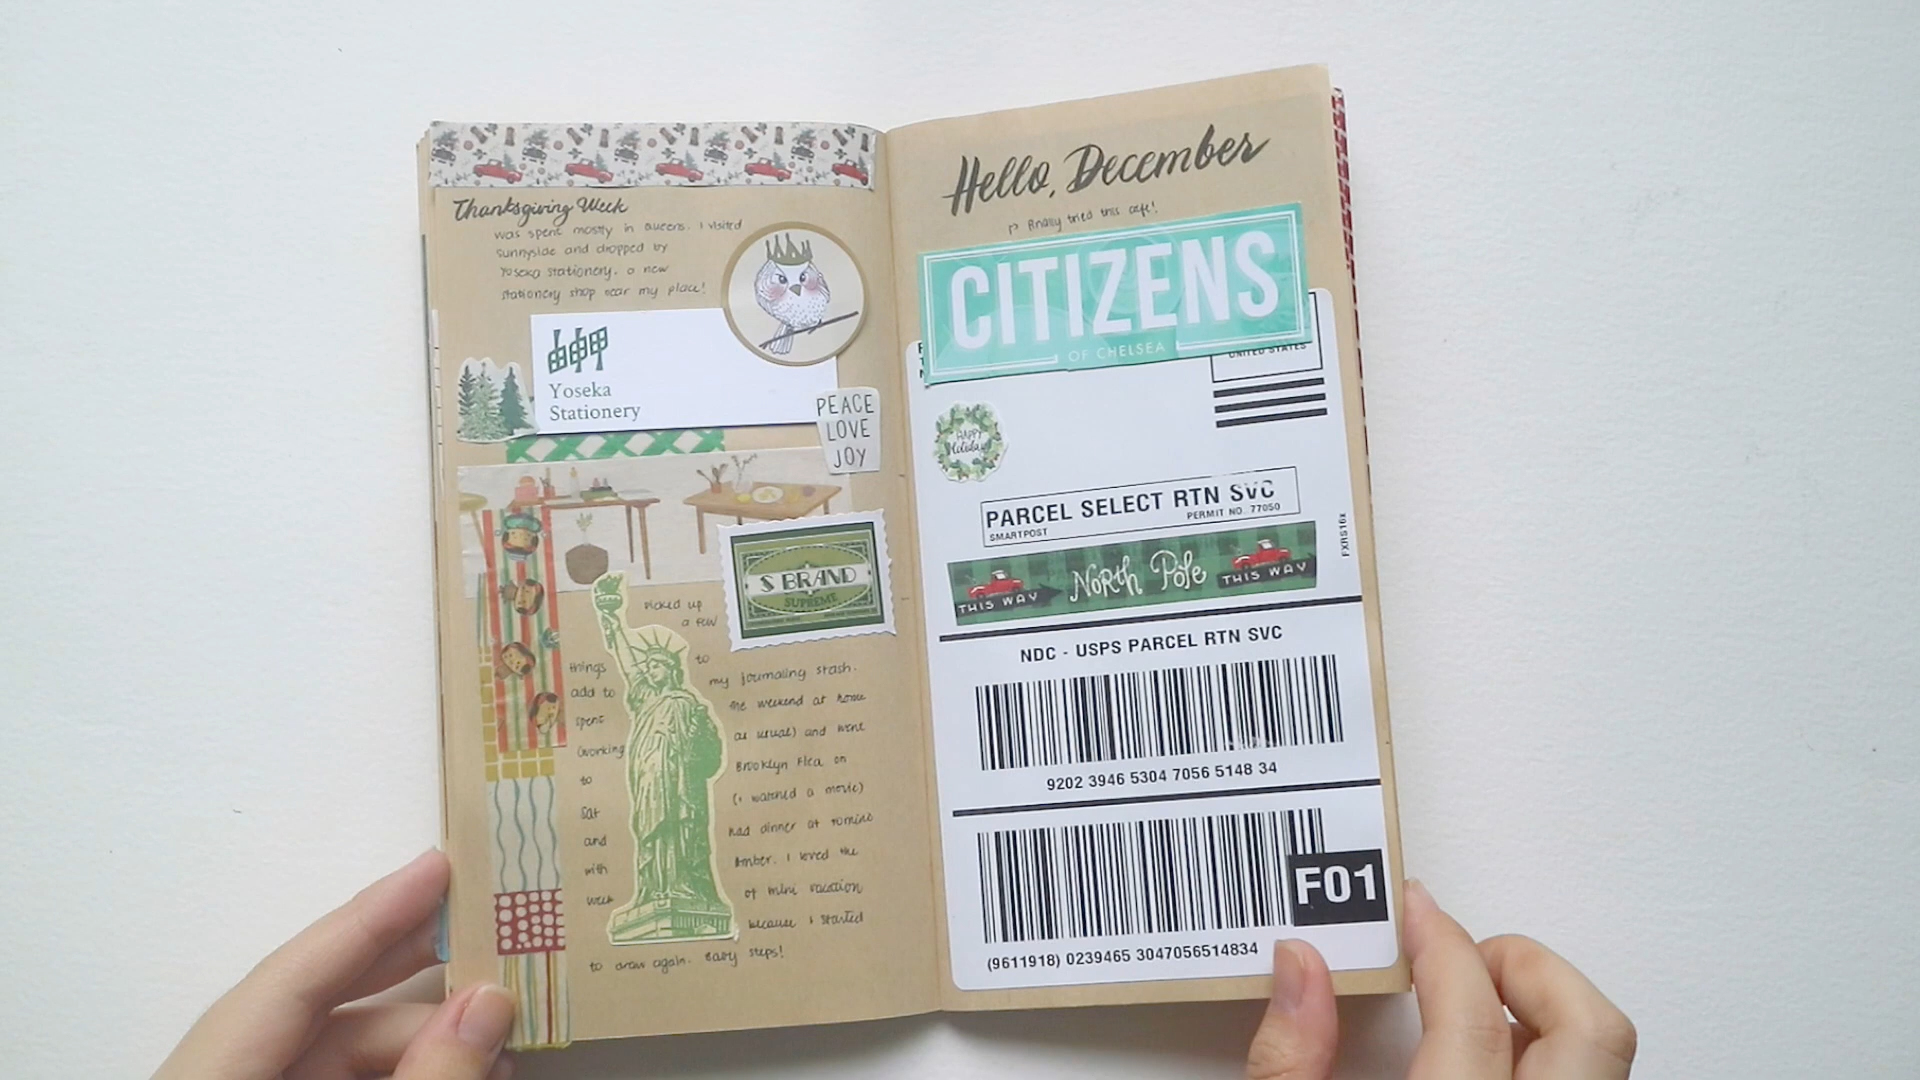 Thanksgiving Week
was spent mostly in Queens. I visited
sunnyside and dropped by
Yoseka Stationery, a new
stationery shop near my place!
Yoseka
Stationery
PEACE
LOVE
JOY
$ BRAND
SUPREME
picked up
a few
things to
add to my journaling stash.
spent the weekend at home
(working as usual) and went
to Brooklyn Flea on
Sat (I watched a movie)
and had dinner at
with I loved the
week of mini vacation
because I started
to draw again. easy steps!
Hello, December
Finally tried this cafe!
CITIZENS
OF CHELSEA
UNITED STATES
HAPPY
Holidays
PARCEL SELECT RTN SVC
SMARTPOST PERMIT NO. 77050
FXRS16x
North Pole
THIS WAY THIS WAY
NDC - USPS PARCEL RTN SVC
9202 3946 5304 7056 5148 34
F01
(9611918) 0239465 3047056514834